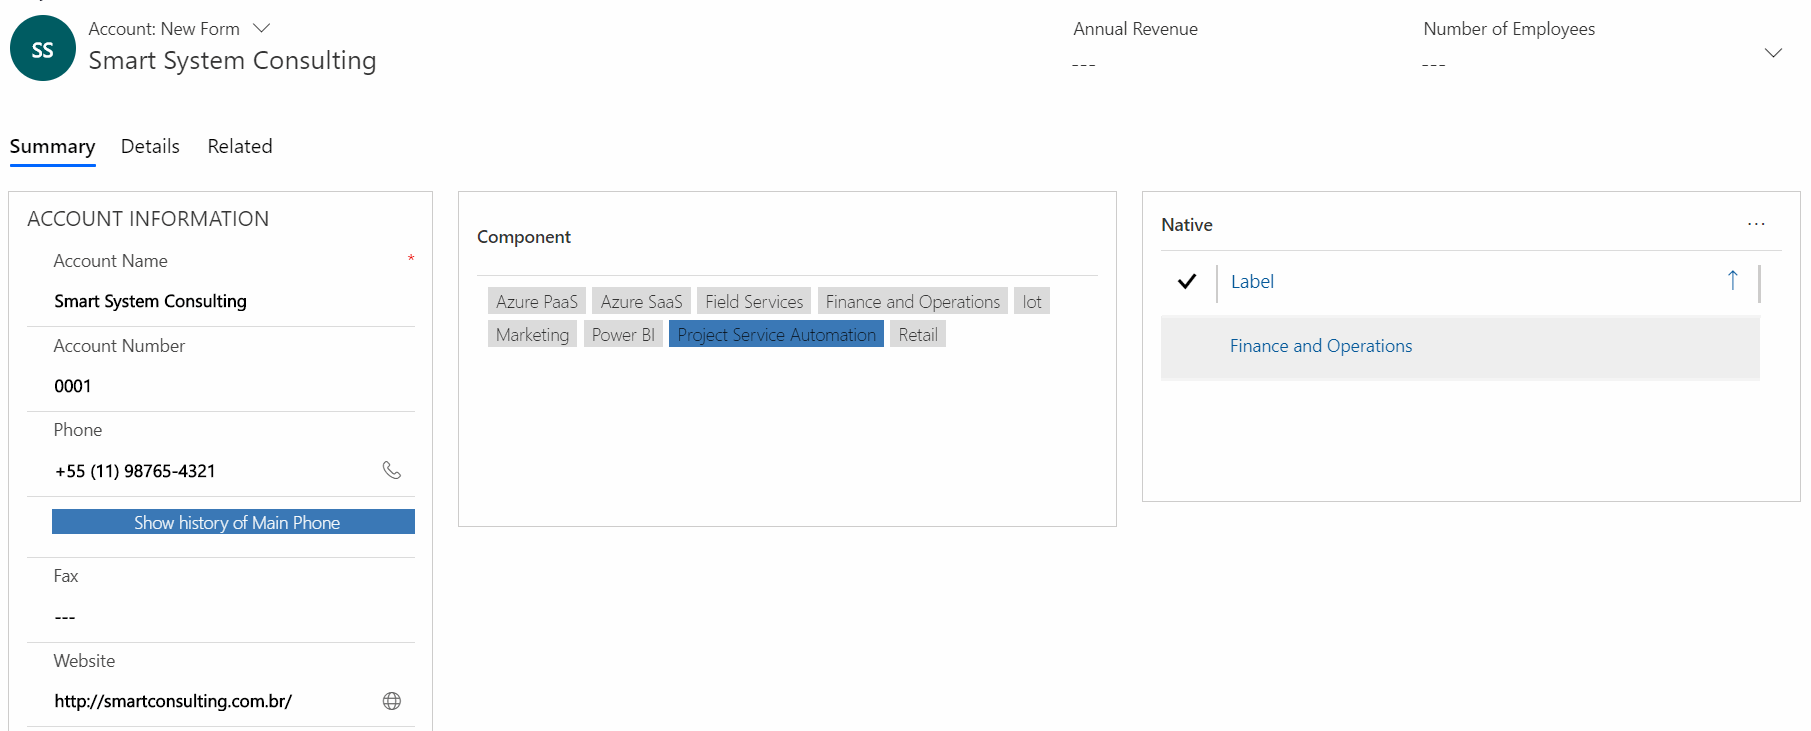 SS
Account: New Form
Smart System Consulting
Annual Revenue
---
Number of Employees
---
Summary
Details
Related
ACCOUNT INFORMATION
Account Name *
Smart System Consulting
Account Number
0001
Phone
+55 (11) 98765-4321
Show history of Main Phone
Fax
---
Website
http://smartconsulting.com.br/
Component
Azure PaaS Azure SaaS Field Services Finance and Operations Iot
Marketing Power BI Project Service Automation Retail
Native ...
Label
Finance and Operations